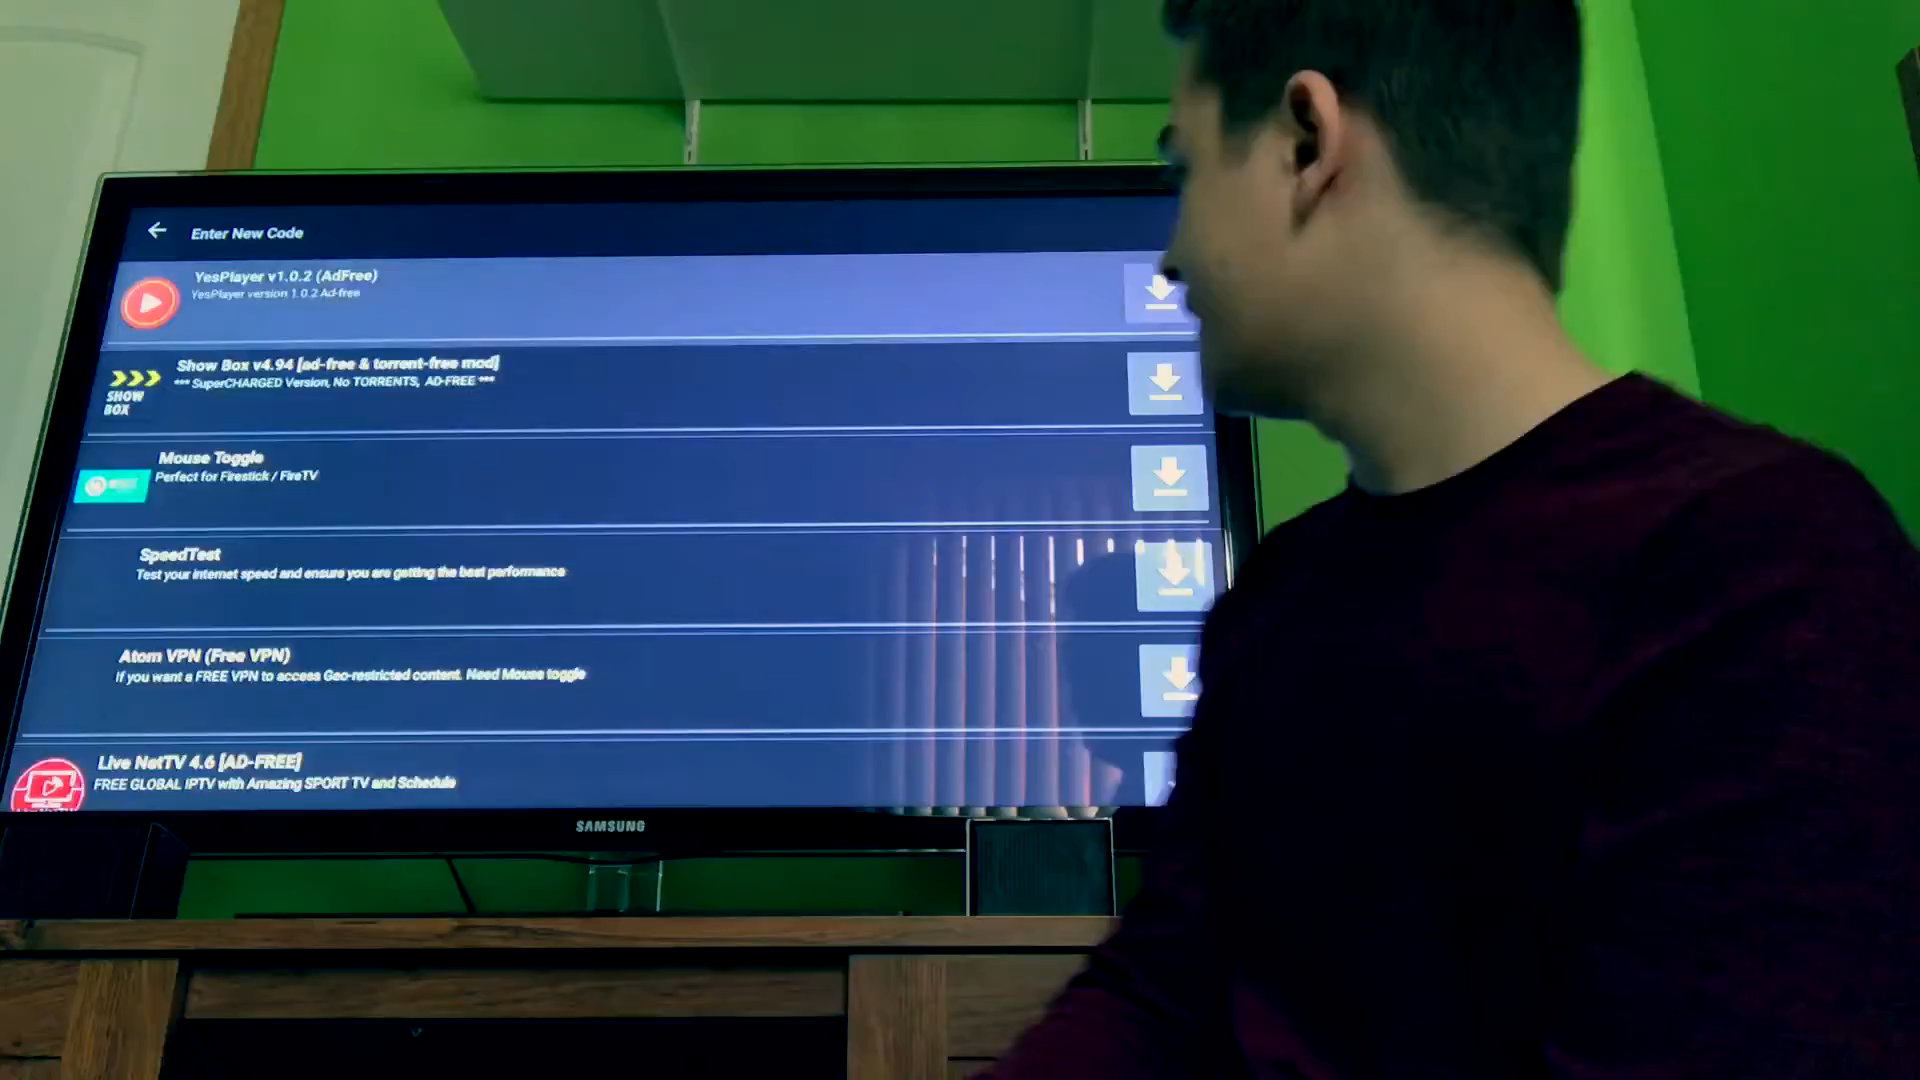 Enter New Code
YesPlayer v1.0.2 (AdFree)
YesPlayer version 1.0.2 Ad-free
Show Box v4.94 [ad-free & torrent-free mod]
*** SuperCHARGED Version, No TORRENTS, AD-FREE ***
SHOW
BOX
Mouse Toggle
Perfect for Firestick / FireTV
SpeedTest
Test your internet speed and ensure you are getting the best performance
Atom VPN (Free VPN)
If you want a FREE VPN to access Geo-restricted content. Need Mouse toggle
Live NetTV 4.6 [AD-FREE]
FREE GLOBAL IPTV with Amazing SPORT TV and Schedule
SAMSUNG